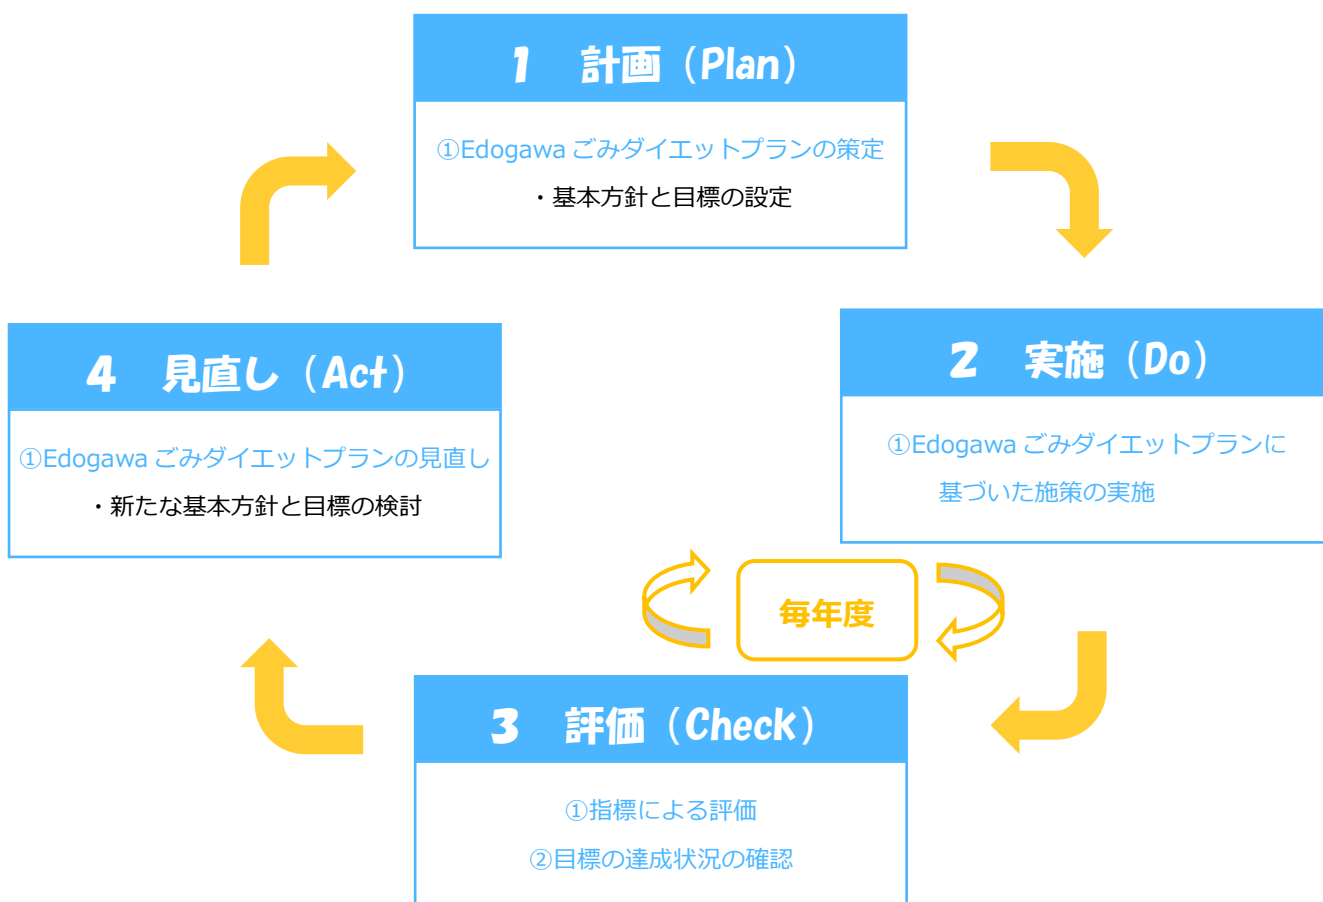 1 計画（Plan）
①Edogawa ごみダイエットプランの策定
・基本方針と目標の設定
2 実施（Do）
①Edogawa ごみダイエットプランに
基づいた施策の実施
毎年度
3 評価（Check）
①指標による評価
②目標の達成状況の確認
4 見直し（Act）
①Edogawa ごみダイエットプランの見直し
・新たな基本方針と目標の検討